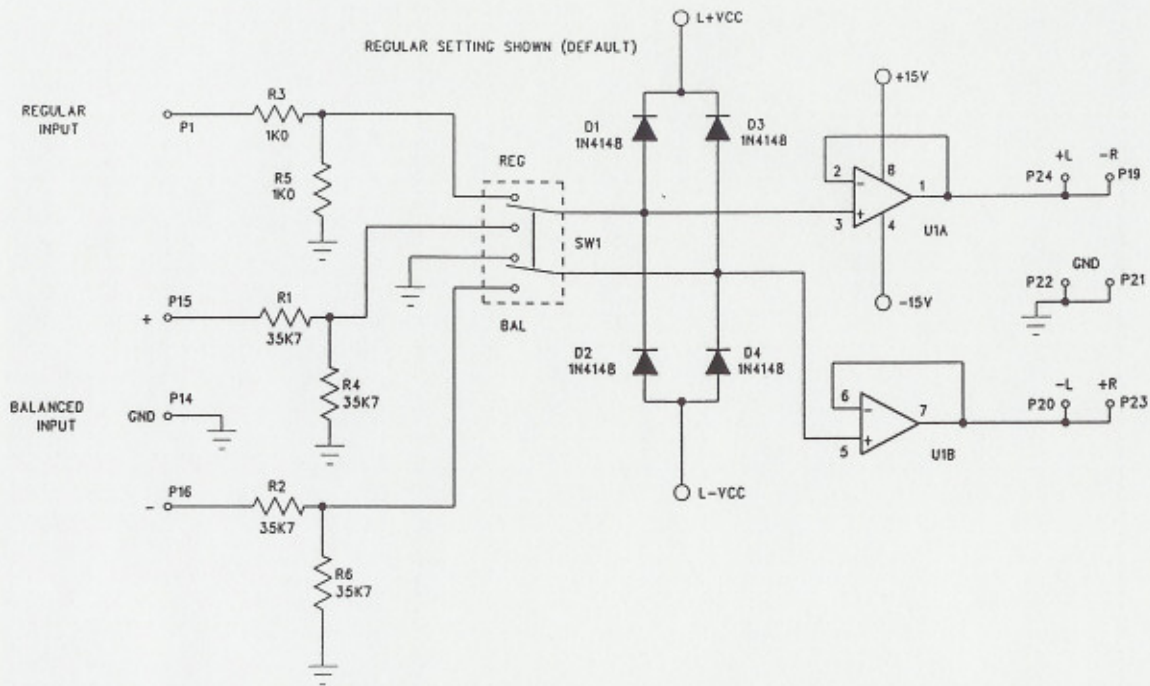 L+VCC
REGULAR SETTING SHOWN (DEFAULT)
+15V
REGULAR
INPUT
P1
R3
1K0
R5
1K0
REG
SW1
BAL
D1
1N4148
D3
1N4148
2
8
1
3
4
-
+
U1A
-15V
+L
-R
P24
P19
GND
P22
P21
+
P15
R1
35K7
R4
35K7
BALANCED
INPUT
GND
P14
-
P16
R2
35K7
R6
35K7
D2
1N4148
D4
1N4148
L-VCC
6
7
5
-
+
U1B
-L
+R
P20
P23